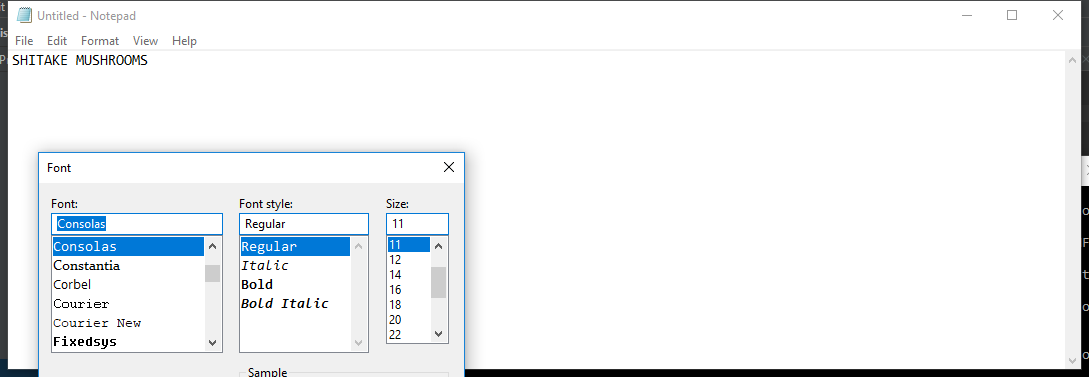 Untitled - Notepad
File Edit Format View Help
SHITAKE MUSHROOMS
Font
Font: Font style: Size:
Consolas Regular 11
Consolas Regular 11
Constantia Italic 12
Corbel Bold 14
Courier Bold Italic 16
Courier New 18
Fixedsys 20
22
Sample